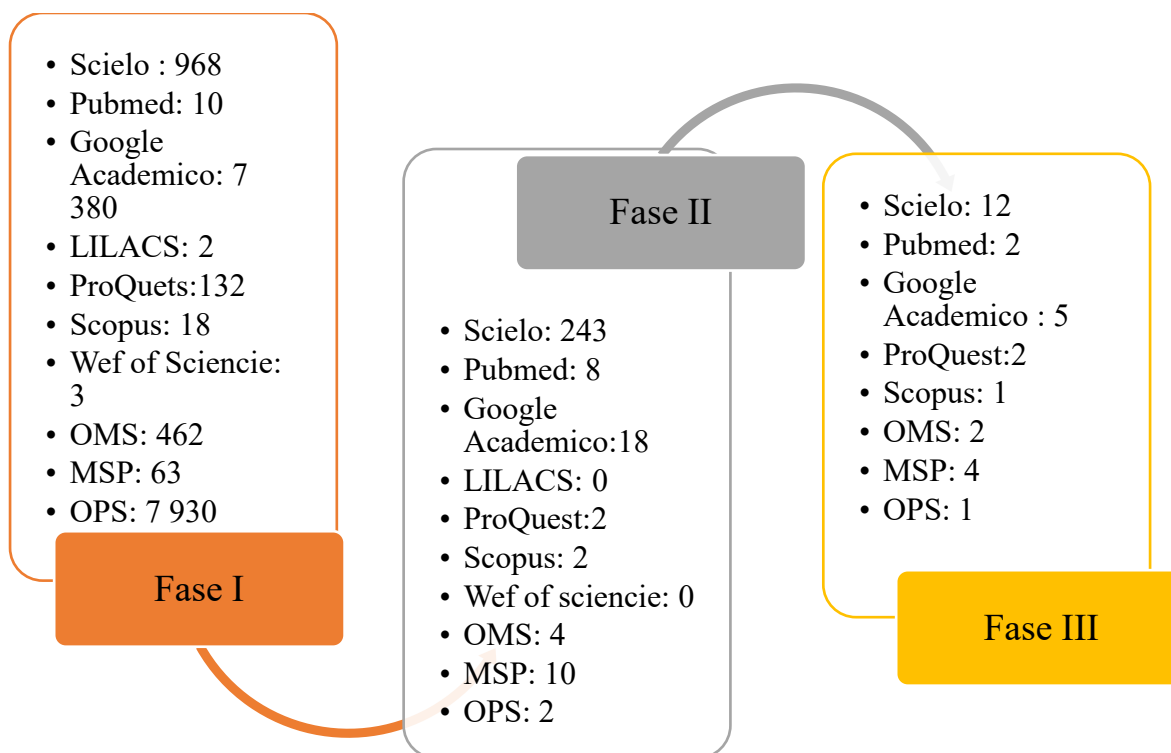 • Scielo : 968
• Pubmed: 10
• Google
Academico: 7
380
• LILACS: 2
• ProQuets:132
• Scopus: 18
• Wef of Sciencie:
3
• OMS: 462
• MSP: 63
• OPS: 7 930
Fase I
Fase II
• Scielo: 243
• Pubmed: 8
• Google
Academico:18
• LILACS: 0
• ProQuest:2
• Scopus: 2
• Wef of sciencie: 0
• OMS: 4
• MSP: 10
• OPS: 2
• Scielo: 12
• Pubmed: 2
• Google
Academico : 5
• ProQuest:2
• Scopus: 1
• OMS: 2
• MSP: 4
• OPS: 1
Fase III